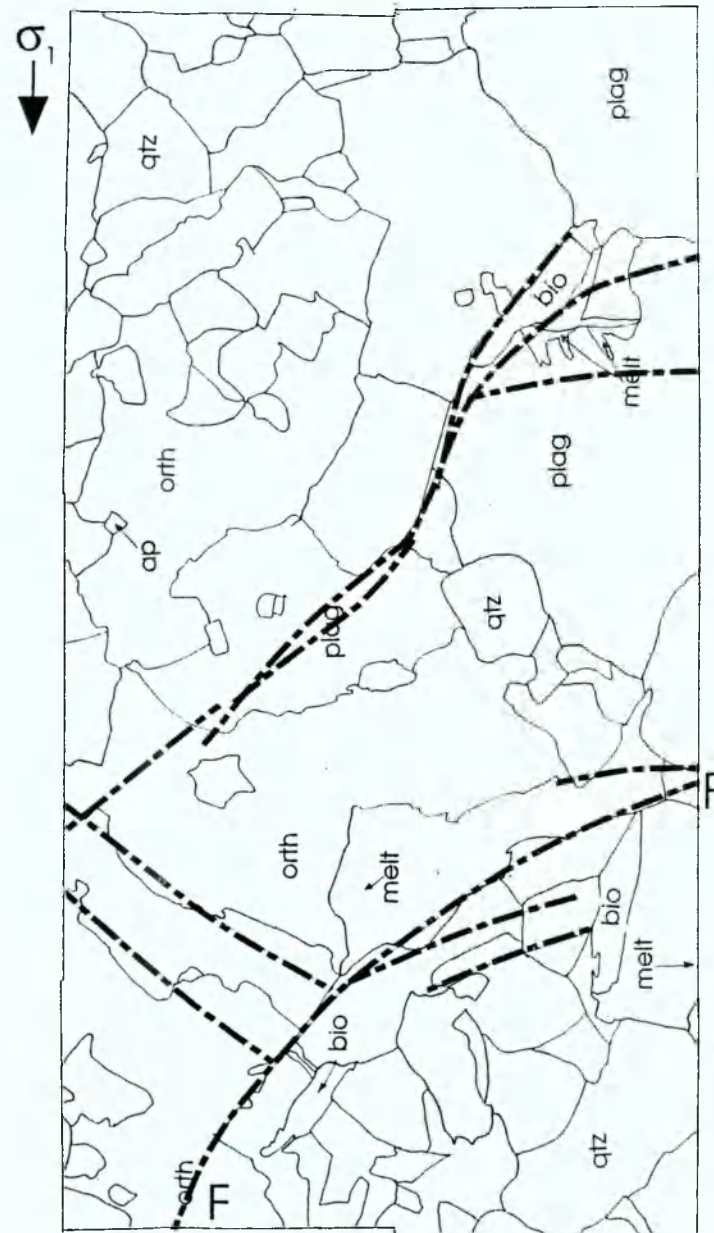 σ1
qtz
plag
bio
melt
orth
plag
ap
qtz
plag
orth
melt
F
bio
melt
bio
qtz
orth
F